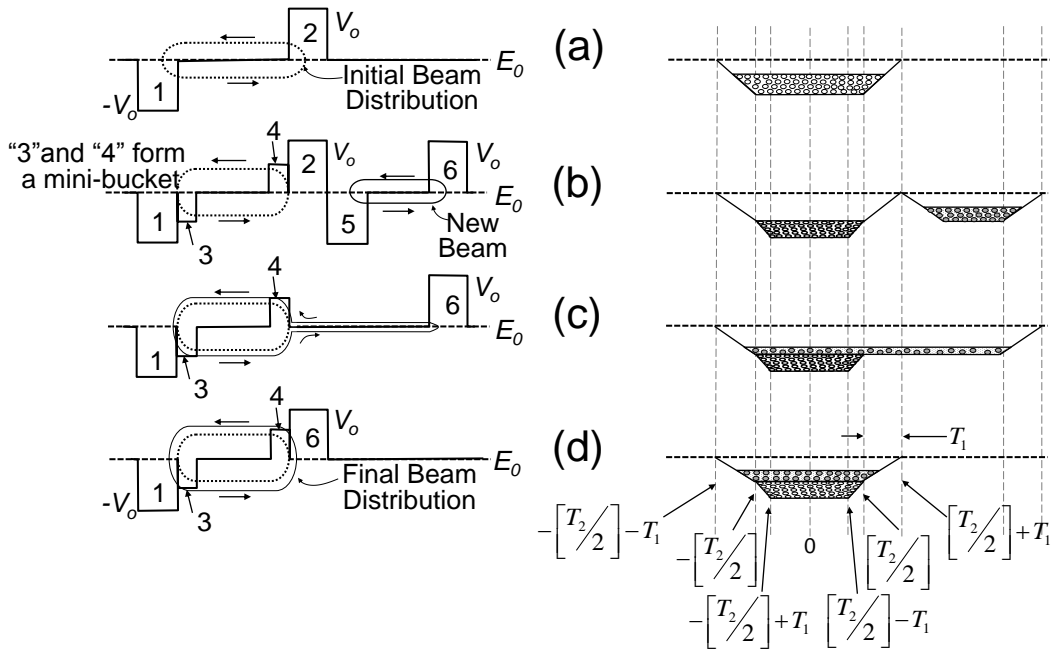 2
V_o
(a)
E_0
Initial Beam
Distribution
1
-V_o
4
"3"and "4" form
a mini-bucket
2
V_o
6
V_o
(b)
E_0
1
3
5
New
Beam
4
6
V_o
(c)
E_0
1
3
4
V_o
6
(d)
T_1
E_0
1
-V_o
3
Final Beam
Distribution
-[T_2/2]-T_1
-[T_2/2]
0
[T_2/2]
[T_2/2]+T_1
-[T_2/2]+T_1
[T_2/2]-T_1